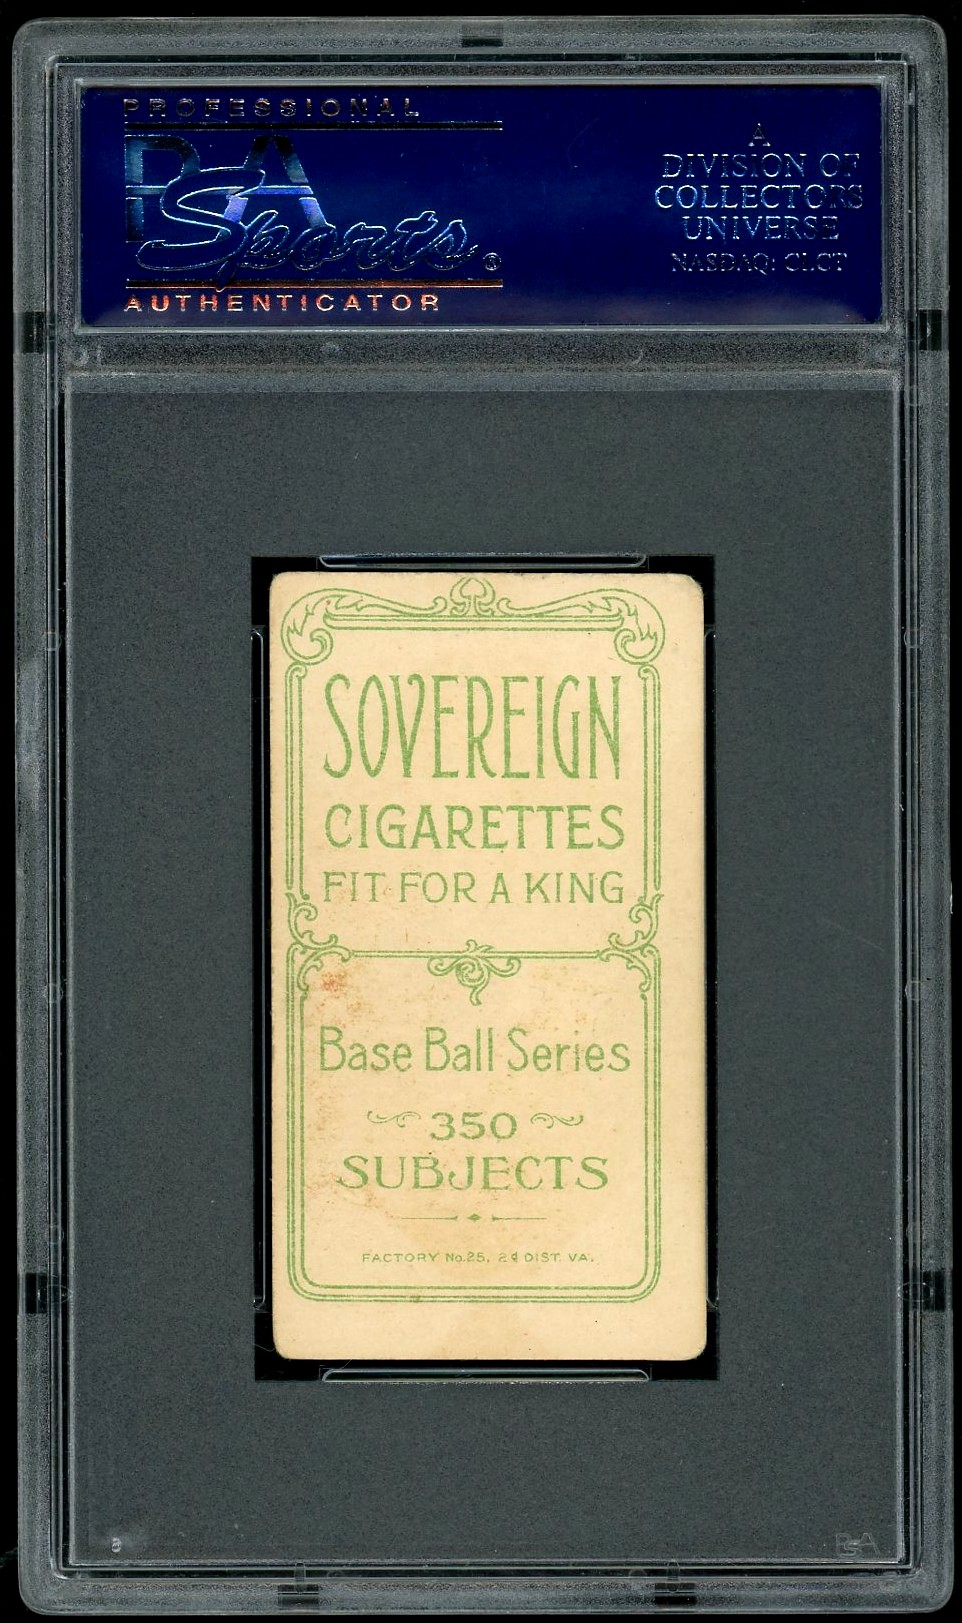 PROFESSIONAL
PSA
Sports®
AUTHENTICATOR
A
DIVISION OF
COLLECTORS
UNIVERSE
NASDAQ: CLCT
SOVEREIGN
CIGARETTES
FIT FOR A KING
Base Ball Series
350
SUBJECTS
FACTORY No.25, 2d DIST. VA.
PSA